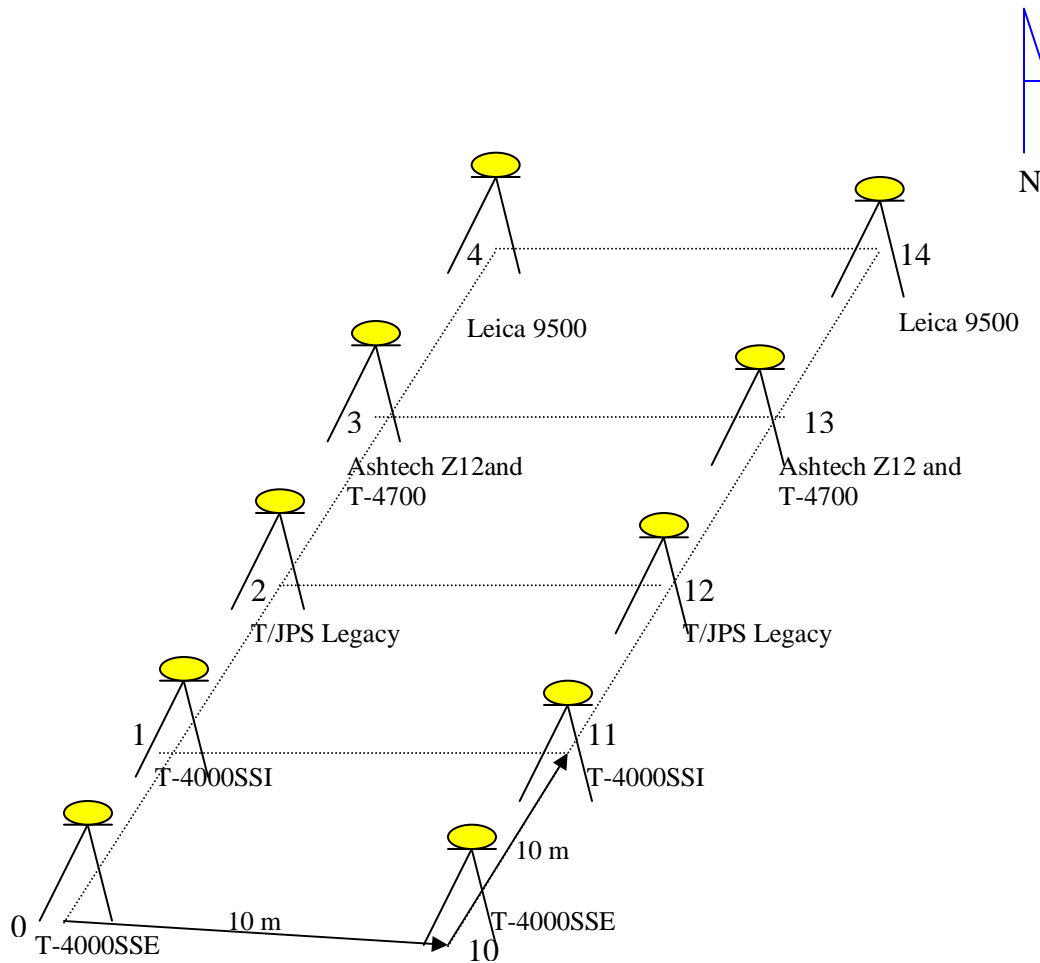 N
4
14
Leica 9500
Leica 9500
3
13
Ashtech Z12and
T-4700
Ashtech Z12 and
T-4700
2
12
T/JPS Legacy
T/JPS Legacy
1
11
T-4000SSI
T-4000SSI
10 m
0
10 m
T-4000SSE
T-4000SSE
10